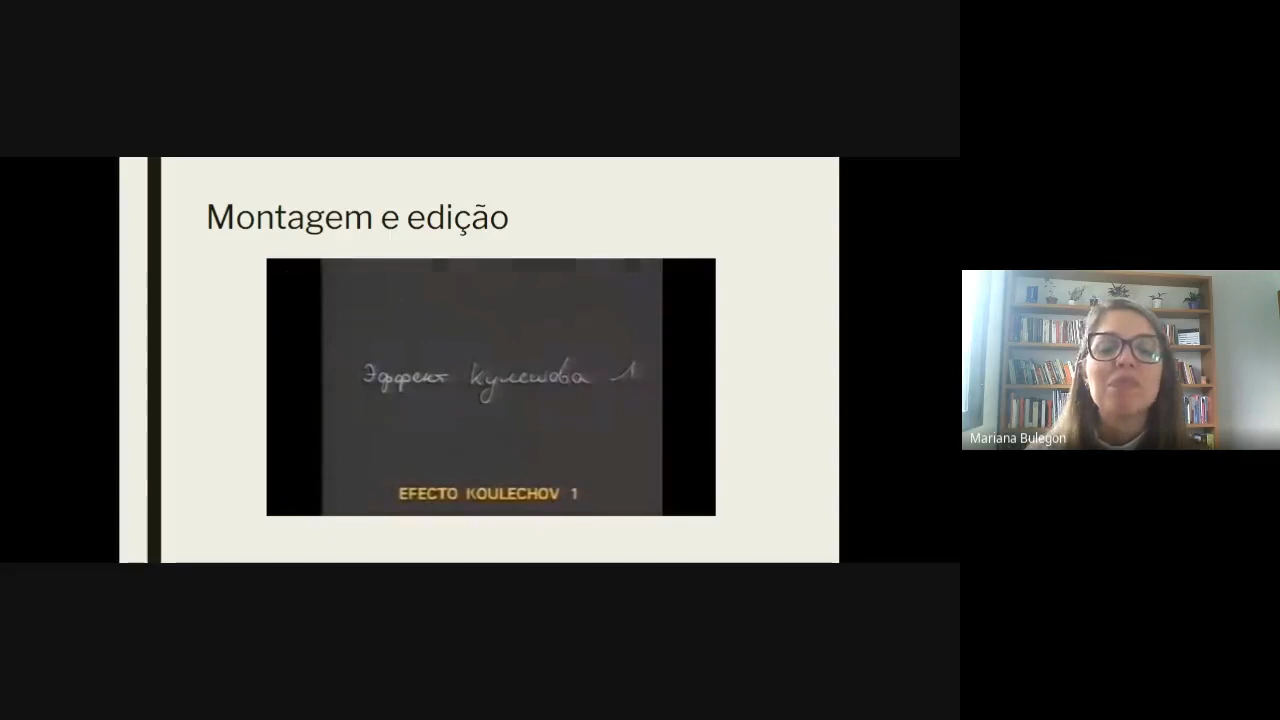 Montagem e edição
Эффект Кулешова 1
EFECTO KOULECHOV 1
Mariana Bulegon